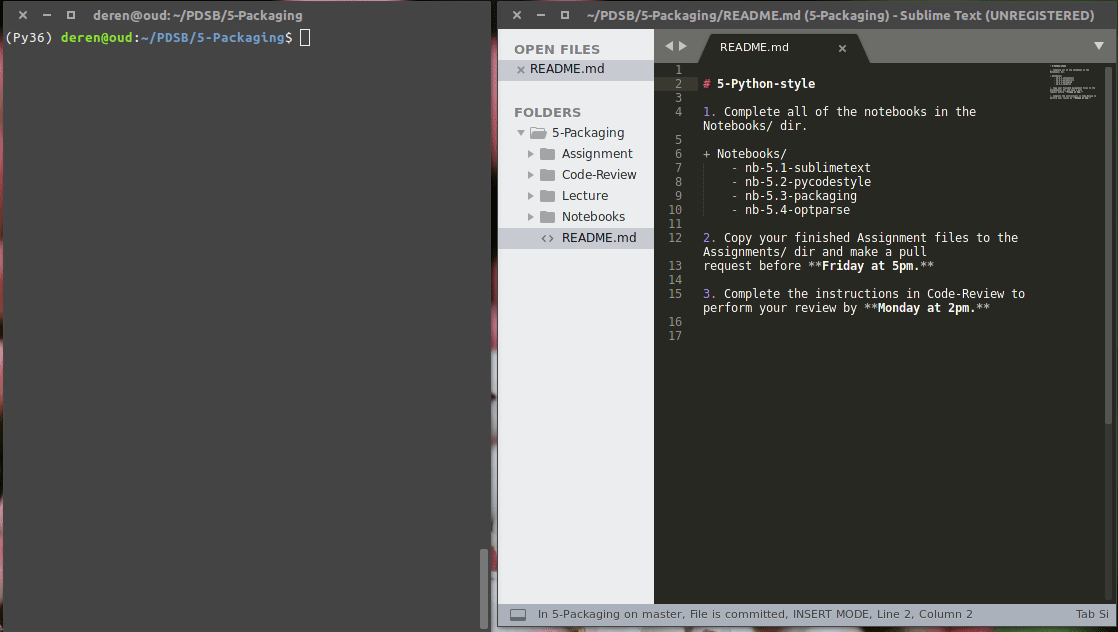 deren@oud: ~/PDSB/5-Packaging
(Py36) deren@oud:~/PDSB/5-Packaging$
~/PDSB/5-Packaging/README.md (5-Packaging) - Sublime Text (UNREGISTERED)
OPEN FILES
README.md
FOLDERS
5-Packaging
Assignment
Code-Review
Lecture
Notebooks
<> README.md
README.md
1
2 # 5-Python-style
3
4 1. Complete all of the notebooks in the
Notebooks/ dir.
5
6 + Notebooks/
7 - nb-5.1-sublimetext
8 - nb-5.2-pycodestyle
9 - nb-5.3-packaging
10 - nb-5.4-optparse
11
12 2. Copy your finished Assignment files to the
Assignments/ dir and make a pull
13 request before **Friday at 5pm.**
14
15 3. Complete the instructions in Code-Review to
perform your review by **Monday at 2pm.**
16
17
In 5-Packaging on master, File is committed, INSERT MODE, Line 2, Column 2
Tab Si